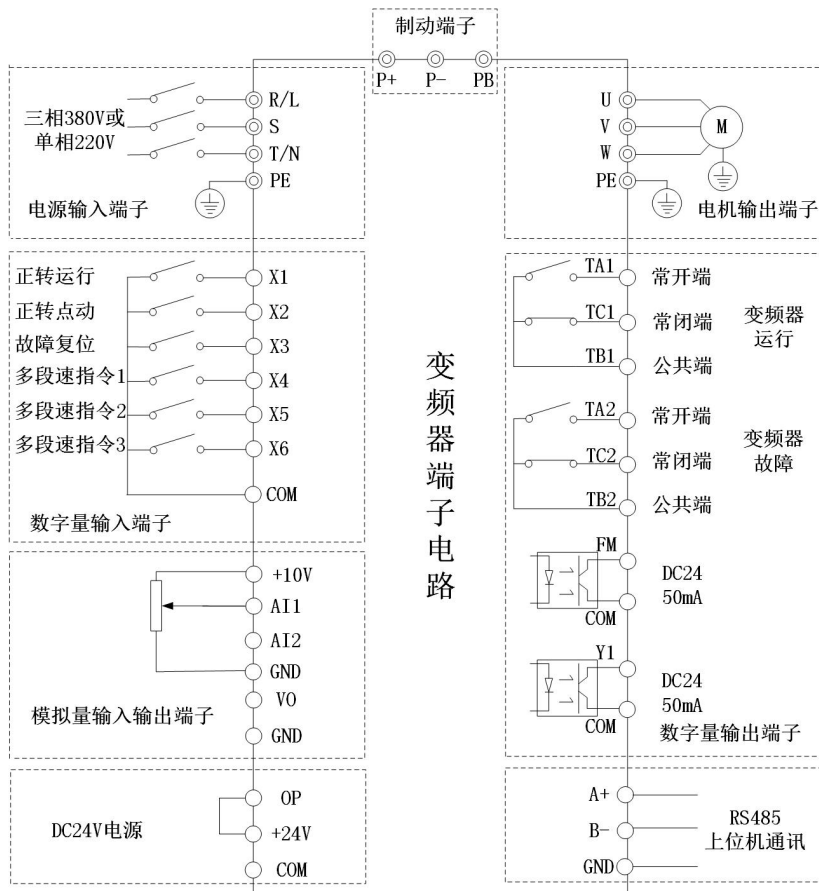 制动端子
P+ P- PB
三相380V或
单相220V
R/L
S
T/N
PE
电源输入端子
U
V
W
PE
M
电机输出端子
正转运行 X1
正转点动 X2
故障复位 X3
多段速指令1 X4
多段速指令2 X5
多段速指令3 X6
COM
数字量输入端子
+10V
AI1
AI2
GND
VO
GND
模拟量输入输出端子
DC24V电源
OP
+24V
COM
变频器端子电路
TA1 常开端
TC1 常闭端
TB1 公共端
变频器
运行
TA2 常开端
TC2 常闭端
TB2 公共端
变频器
故障
FM
COM
DC24
50mA
Y1
COM
DC24
50mA
数字量输出端子
A+
B-
GND
RS485
上位机通讯